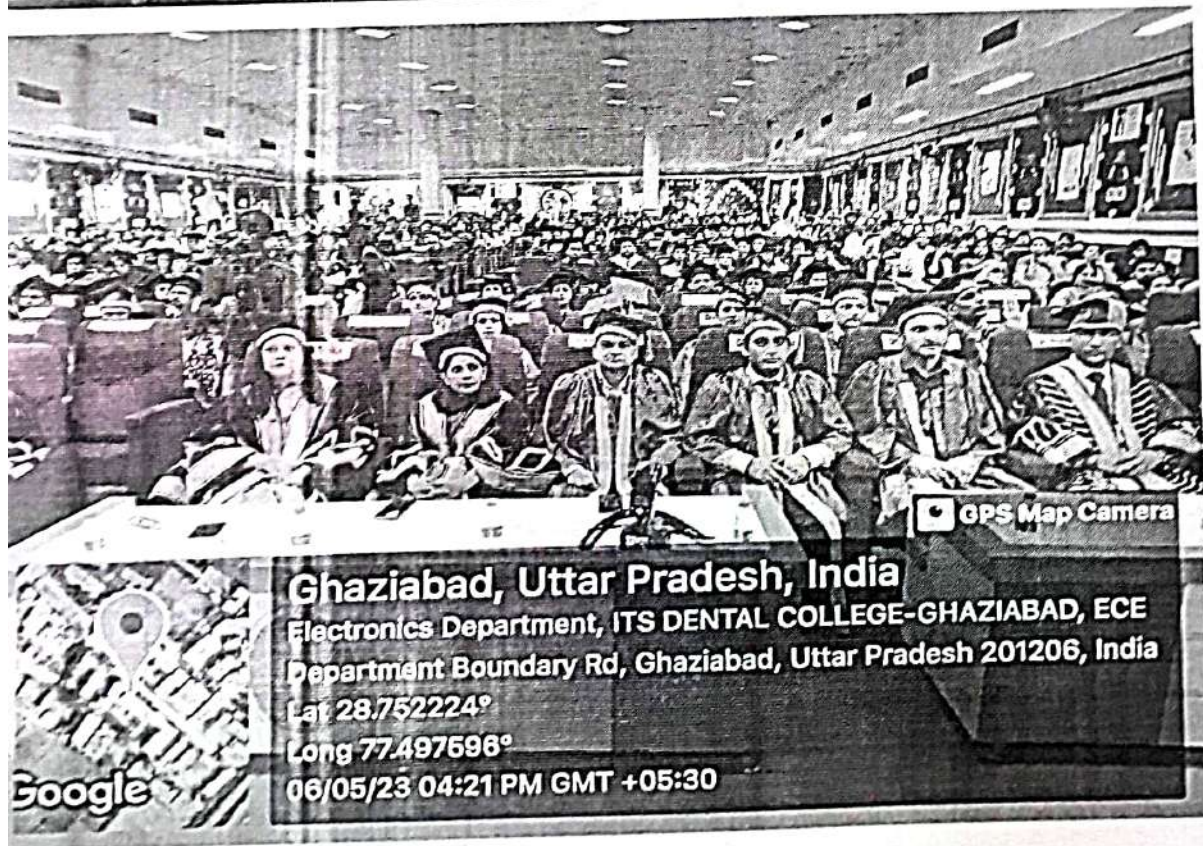 GPS Map Camera
Ghaziabad, Uttar Pradesh, India
Electronics Department, ITS DENTAL COLLEGE-GHAZIABAD, ECE
Department Boundary Rd, Ghaziabad, Uttar Pradesh 201206, India
Lat 28.752224°
Long 77.497596°
06/05/23 04:21 PM GMT +05:30
Google